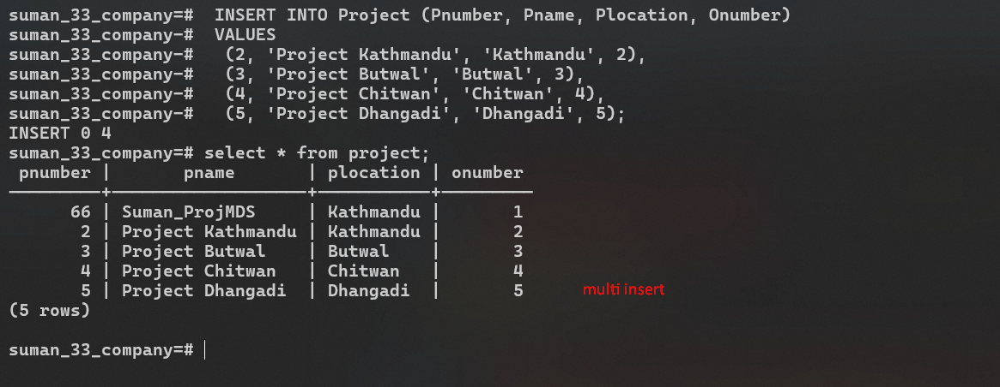 suman_33_company=#  INSERT INTO Project (Pnumber, Pname, Plocation, Onumber)
suman_33_company-#  VALUES
suman_33_company-#   (2, 'Project Kathmandu', 'Kathmandu', 2),
suman_33_company-#   (3, 'Project Butwal', 'Butwal', 3),
suman_33_company-#   (4, 'Project Chitwan', 'Chitwan', 4),
suman_33_company-#   (5, 'Project Dhangadi', 'Dhangadi', 5);
INSERT 0 4
suman_33_company=# select * from project;
 pnumber |       pname       | plocation | onumber
---------+-------------------+-----------+---------
      66 | Suman_ProjMDS     | Kathmandu |       1
       2 | Project Kathmandu | Kathmandu |       2
       3 | Project Butwal    | Butwal    |       3
       4 | Project Chitwan   | Chitwan   |       4
       5 | Project Dhangadi  | Dhangadi  |       5 multi insert
(5 rows)
suman_33_company=#